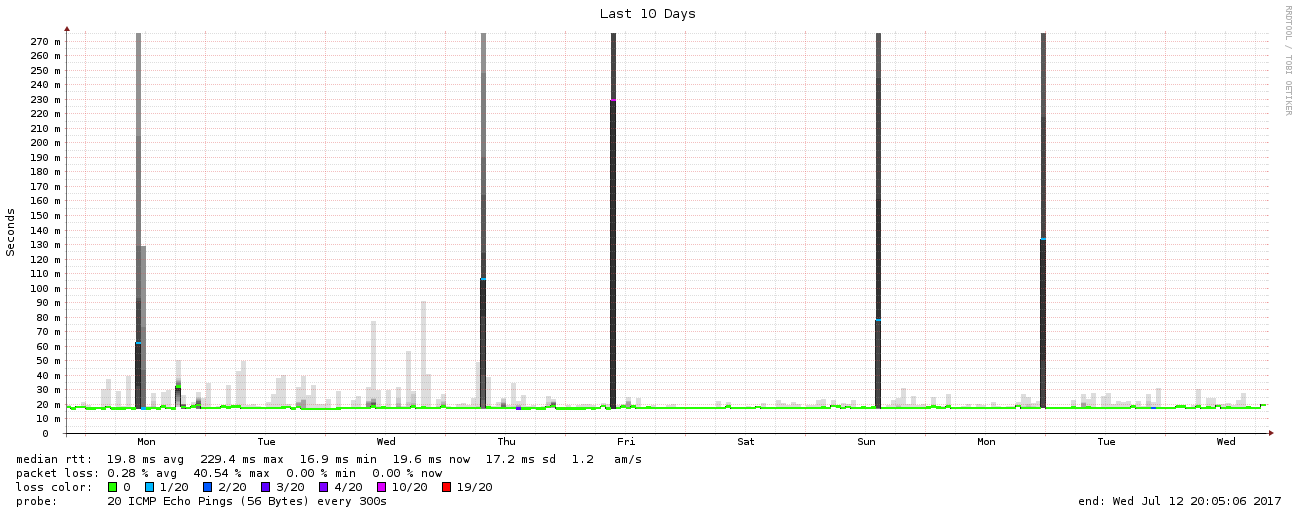 Last 10 Days
RRDTOOL / TOBI OETIKER
Seconds
270 m
260 m
250 m
240 m
230 m
220 m
210 m
200 m
190 m
180 m
170 m
160 m
150 m
140 m
130 m
120 m
110 m
100 m
90 m
80 m
70 m
60 m
50 m
40 m
30 m
20 m
10 m
0
Mon Tue Wed Thu Fri Sat Sun Mon Tue Wed
median rtt: 19.8 ms avg 229.4 ms max 16.9 ms min 19.6 ms now 17.2 ms sd 1.2 am/s
packet loss: 0.28 % avg 40.54 % max 0.00 % min 0.00 % now
loss color: 0 1/20 2/20 3/20 4/20 10/20 19/20
probe: 20 ICMP Echo Pings (56 Bytes) every 300s end: Wed Jul 12 20:05:06 2017